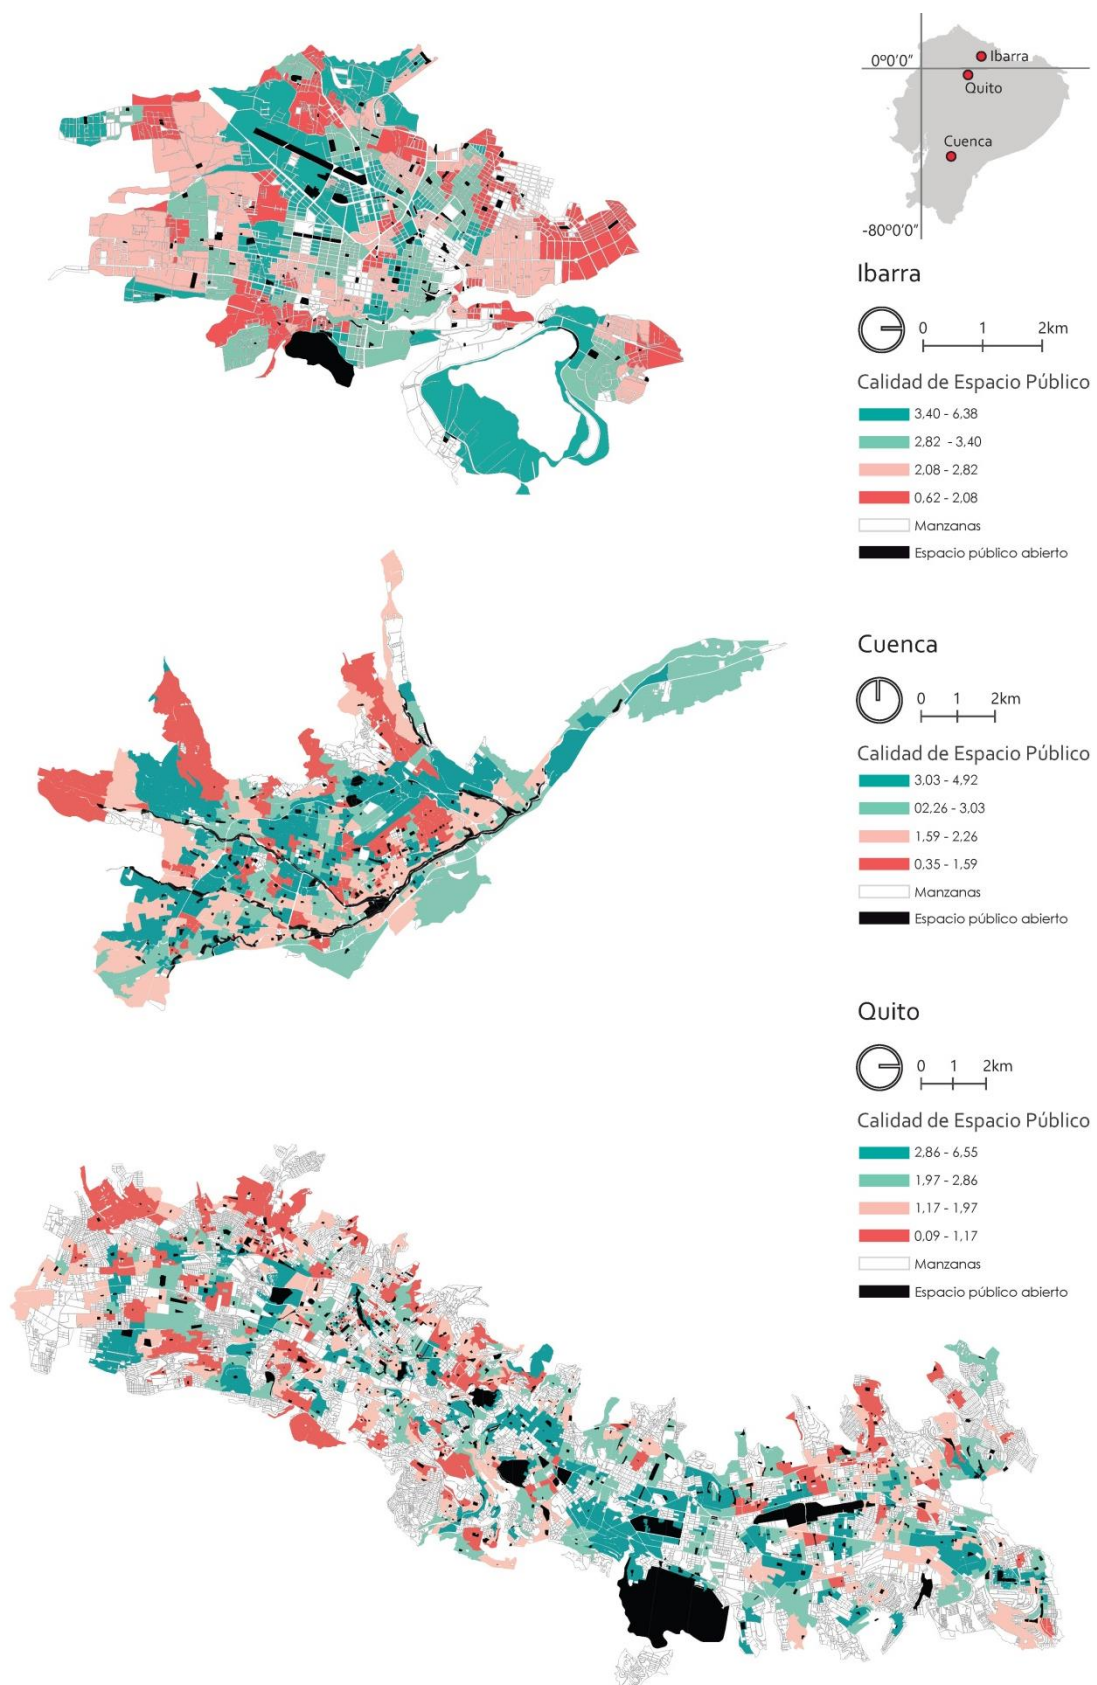 0º0'0"
Ibarra
Quito
Cuenca
-80º0'0"
Ibarra
0 1 2km
Calidad de Espacio Público
3,40 - 6,38
2,82 - 3,40
2,08 - 2,82
0,62 - 2,08
Manzanas
Espacio público abierto
Cuenca
0 1 2km
Calidad de Espacio Público
3,03 - 4,92
02,26 - 3,03
1,59 - 2,26
0,35 - 1,59
Manzanas
Espacio público abierto
Quito
0 1 2km
Calidad de Espacio Público
2,86 - 6,55
1,97 - 2,86
1,17 - 1,97
0,09 - 1,17
Manzanas
Espacio público abierto